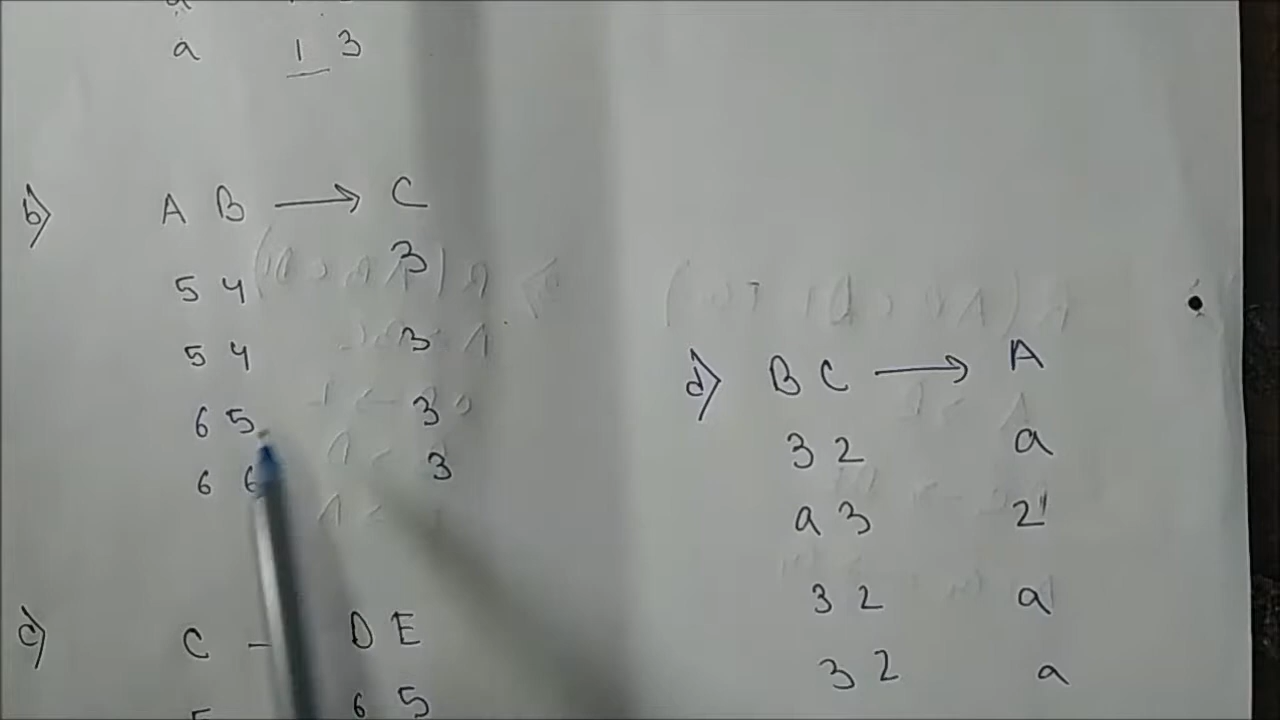 a 1 3
b) A B → C
5 4 3
5 4 3
6 5 3
6 6 3
c) C - D E
6 5
d) B C → A
3 2 a
a 3 2
3 2 a
3 2 a